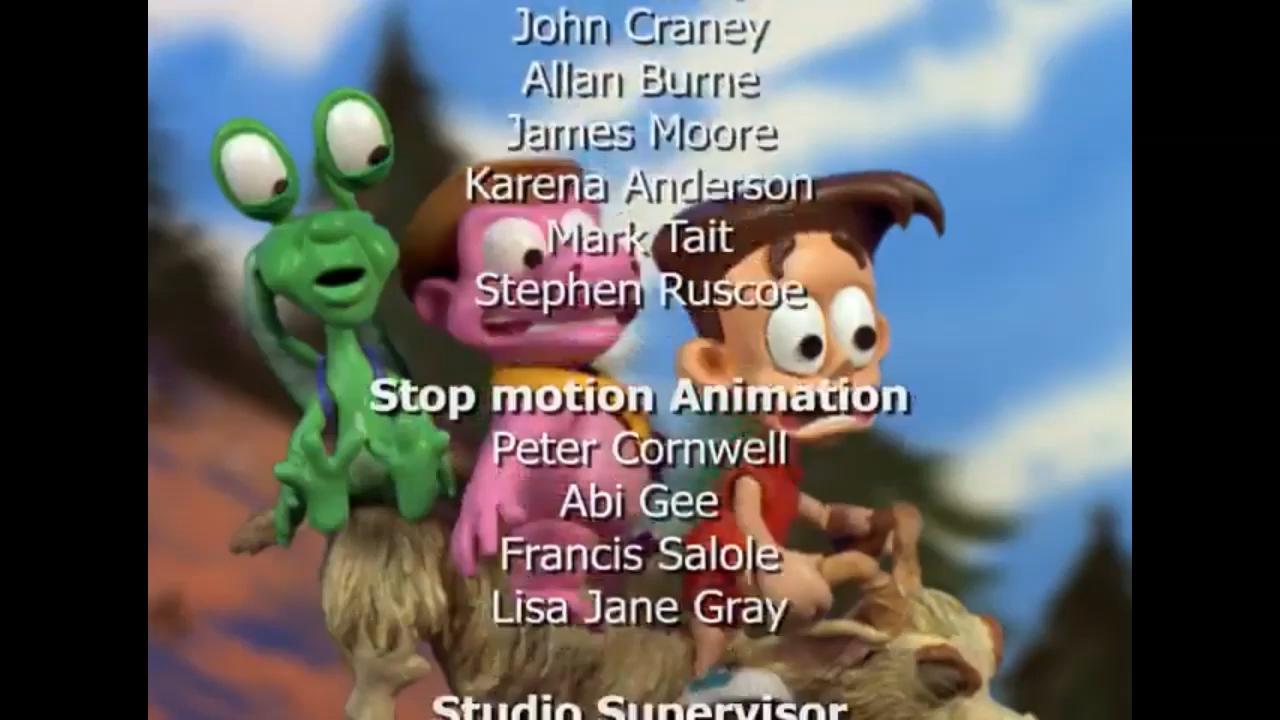 John Craney
Allan Burne
James Moore
Karena Anderson
Mark Tait
Stephen Ruscoe
Stop motion Animation
Peter Cornwell
Abi Gee
Francis Salole
Lisa Jane Gray
Studio Supervisor